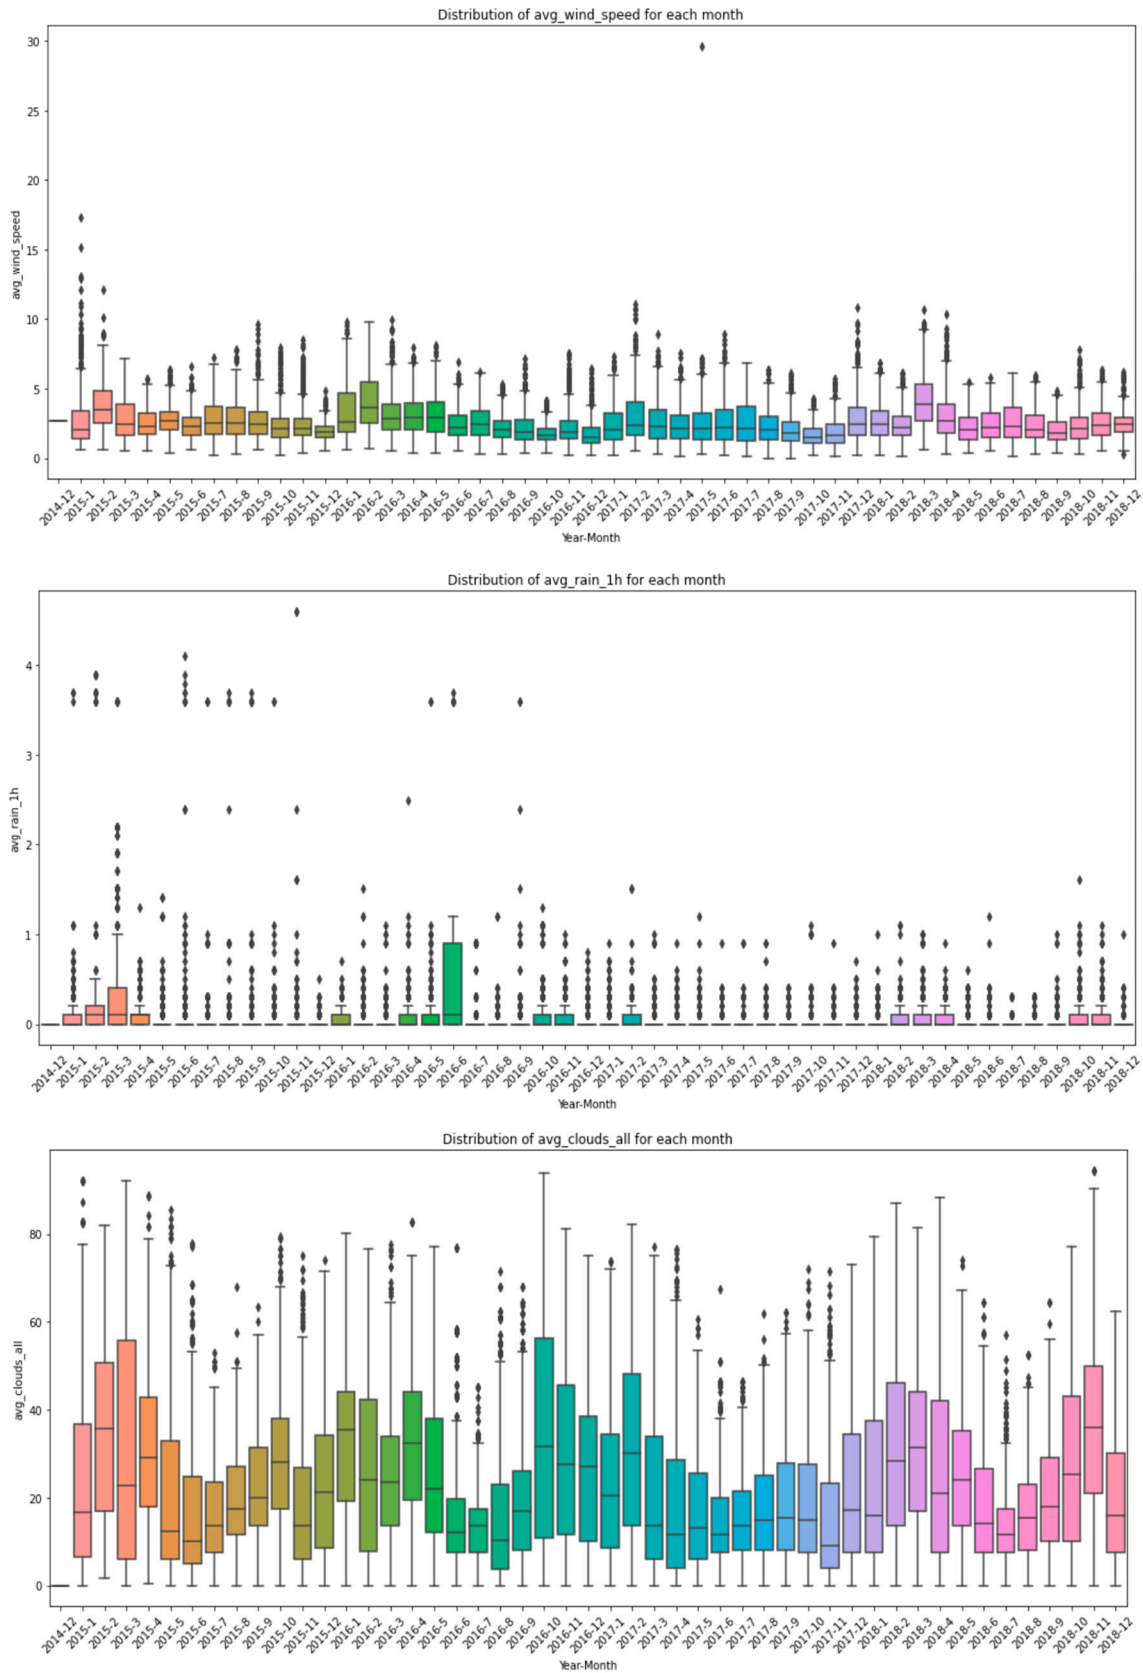 Distribution of avg_wind_speed for each month
30
25
20
15
10
5
0
avg_wind_speed
2014-12 2015-1 2015-2 2015-3 2015-4 2015-5 2015-6 2015-7 2015-8 2015-9 2015-10 2015-11 2015-12 2016-1 2016-2 2016-3 2016-4 2016-5 2016-6 2016-7 2016-8 2016-9 2016-10 2016-11 2016-12 2017-1 2017-2 2017-3 2017-4 2017-5 2017-6 2017-7 2017-8 2017-9 2017-10 2017-11 2017-12 2018-1 2018-2 2018-3 2018-4 2018-5 2018-6 2018-7 2018-8 2018-9 2018-10 2018-11 2018-12
Year-Month
Distribution of avg_rain_1h for each month
4
3
2
1
0
avg_rain_1h
2014-12 2015-1 2015-2 2015-3 2015-4 2015-5 2015-6 2015-7 2015-8 2015-9 2015-10 2015-11 2015-12 2016-1 2016-2 2016-3 2016-4 2016-5 2016-6 2016-7 2016-8 2016-9 2016-10 2016-11 2016-12 2017-1 2017-2 2017-3 2017-4 2017-5 2017-6 2017-7 2017-8 2017-9 2017-10 2017-11 2017-12 2018-1 2018-2 2018-3 2018-4 2018-5 2018-6 2018-7 2018-8 2018-9 2018-10 2018-11 2018-12
Year-Month
Distribution of avg_clouds_all for each month
80
60
40
20
0
avg_clouds_all
2014-12 2015-1 2015-2 2015-3 2015-4 2015-5 2015-6 2015-7 2015-8 2015-9 2015-10 2015-11 2015-12 2016-1 2016-2 2016-3 2016-4 2016-5 2016-6 2016-7 2016-8 2016-9 2016-10 2016-11 2016-12 2017-1 2017-2 2017-3 2017-4 2017-5 2017-6 2017-7 2017-8 2017-9 2017-10 2017-11 2017-12 2018-1 2018-2 2018-3 2018-4 2018-5 2018-6 2018-7 2018-8 2018-9 2018-10 2018-11 2018-12
Year-Month